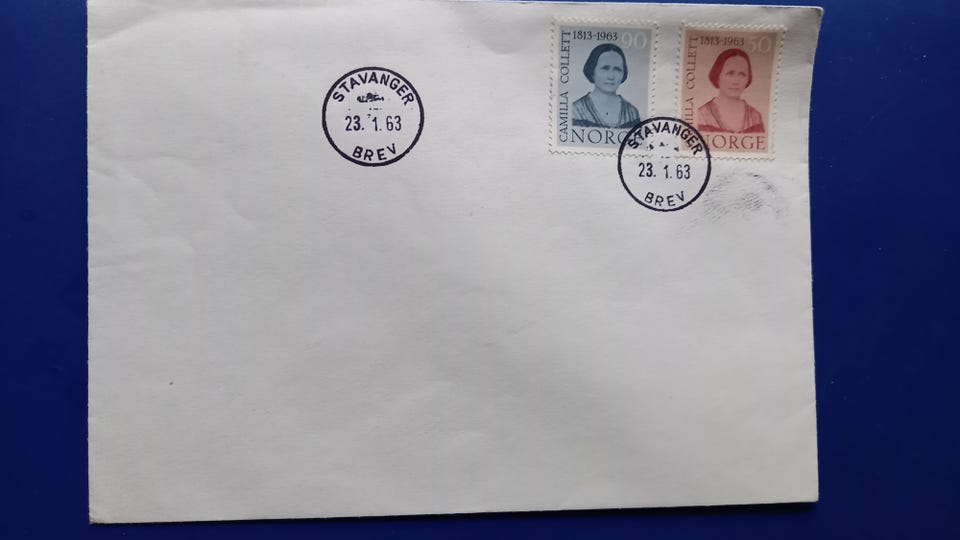 STAVANGER
23. 1. 63
BREV
1813-1963 90
CAMILLA COLLETT
NORGE
1813-1963 50
CAMILLA COLLETT
NORGE
STAVANGER
23. 1. 63
BREV